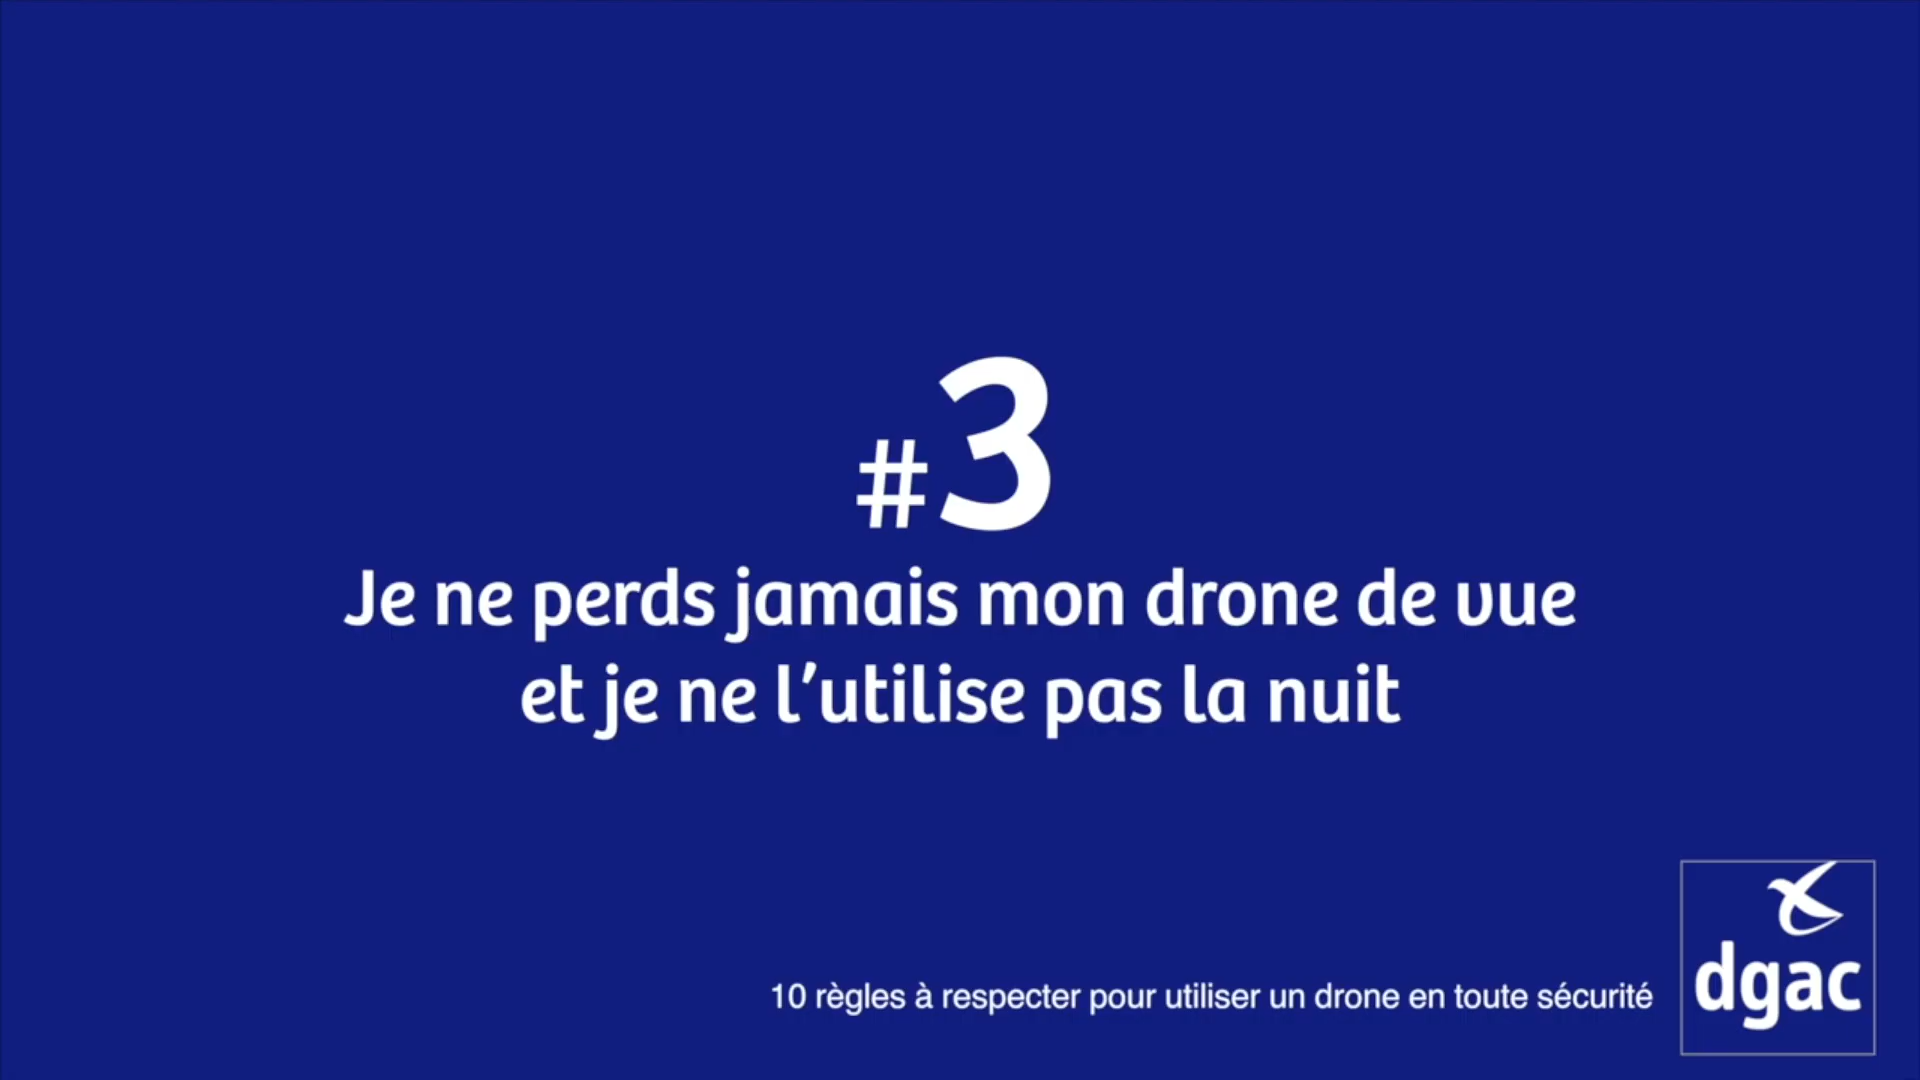 #3
Je ne perds jamais mon drone de vue
et je ne l’utilise pas la nuit
10 règles à respecter pour utiliser un drone en toute sécurité
dgac